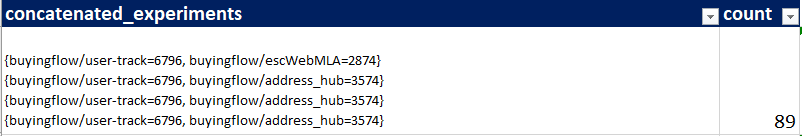 concatenated_experiments count
{buyingflow/user-track=6796, buyingflow/escWebMLA=2874}
{buyingflow/user-track=6796, buyingflow/address_hub=3574}
{buyingflow/user-track=6796, buyingflow/address_hub=3574}
{buyingflow/user-track=6796, buyingflow/address_hub=3574} 89